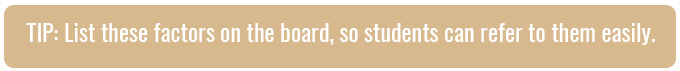 TIP: List these factors on the board, so students can refer to them easily.